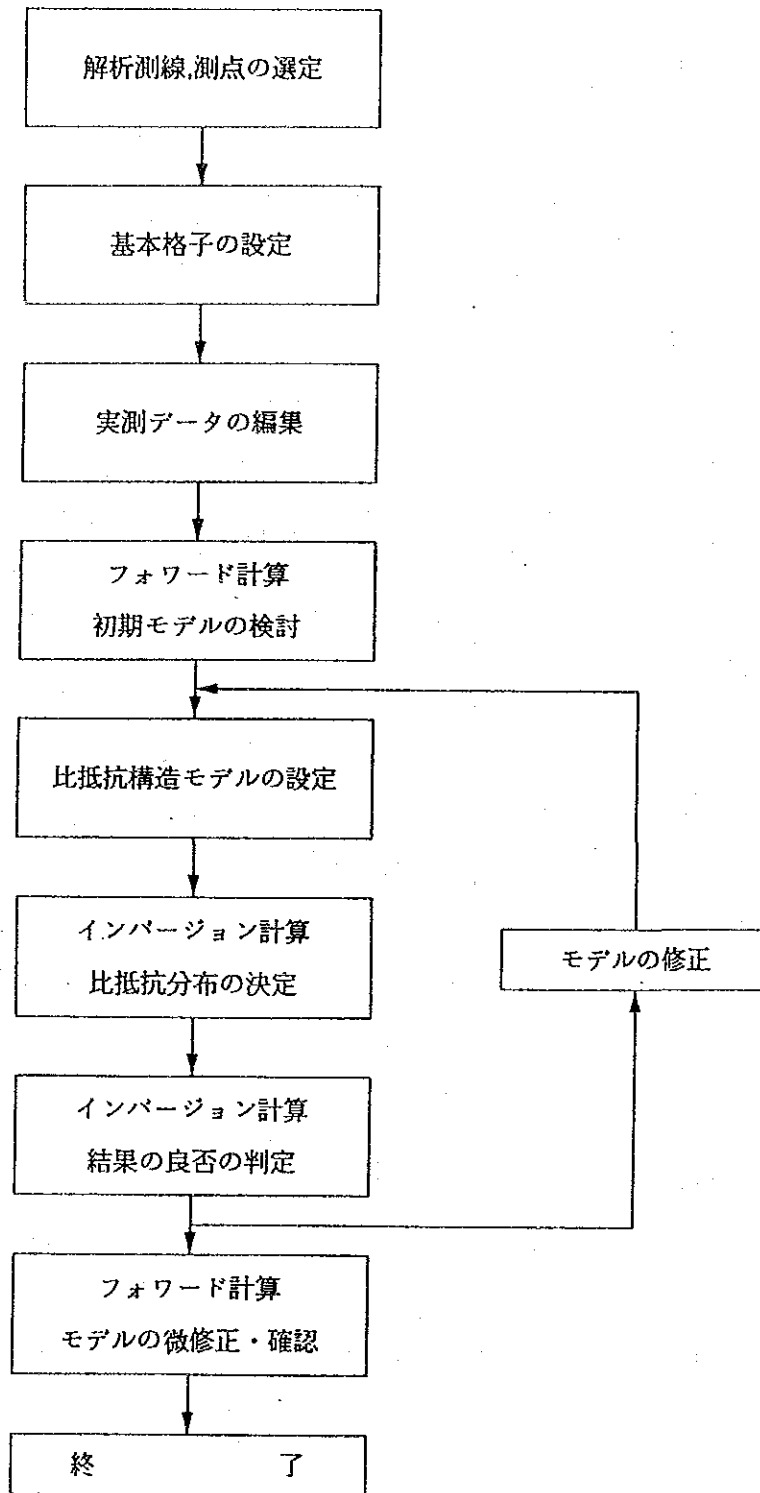 解析測線,測点の選定
基本格子の設定
実測データの編集
フォワード計算
初期モデルの検討
比抵抗構造モデルの設定
インバージョン計算
比抵抗分布の決定
モデルの修正
インバージョン計算
結果の良否の判定
フォワード計算
モデルの微修正・確認
終 了